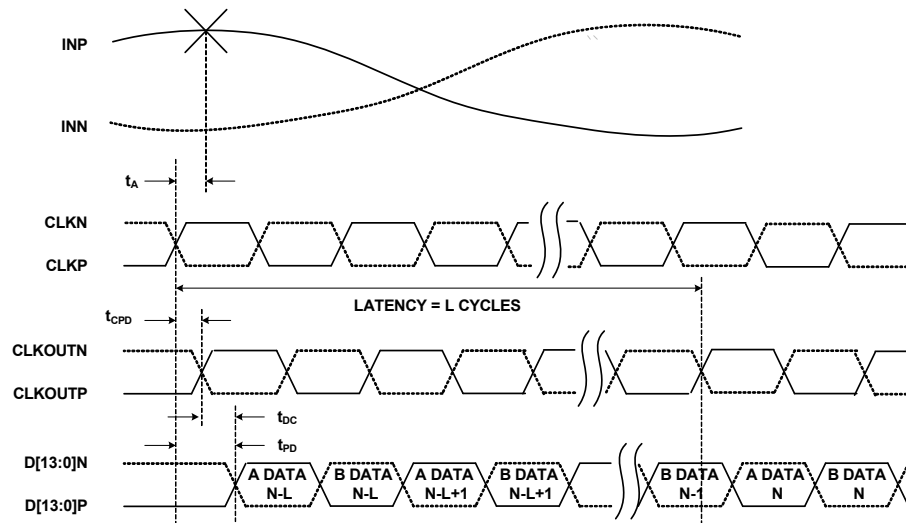 INP
INN
tA
CLKN
CLKP
LATENCY = L CYCLES
tCPD
CLKOUTN
CLKOUTP
tDC
tPD
D[13:0]N
D[13:0]P
A DATA
N-L
B DATA
N-L
A DATA
N-L+1
B DATA
N-L+1
B DATA
N-1
A DATA
N
B DATA
N